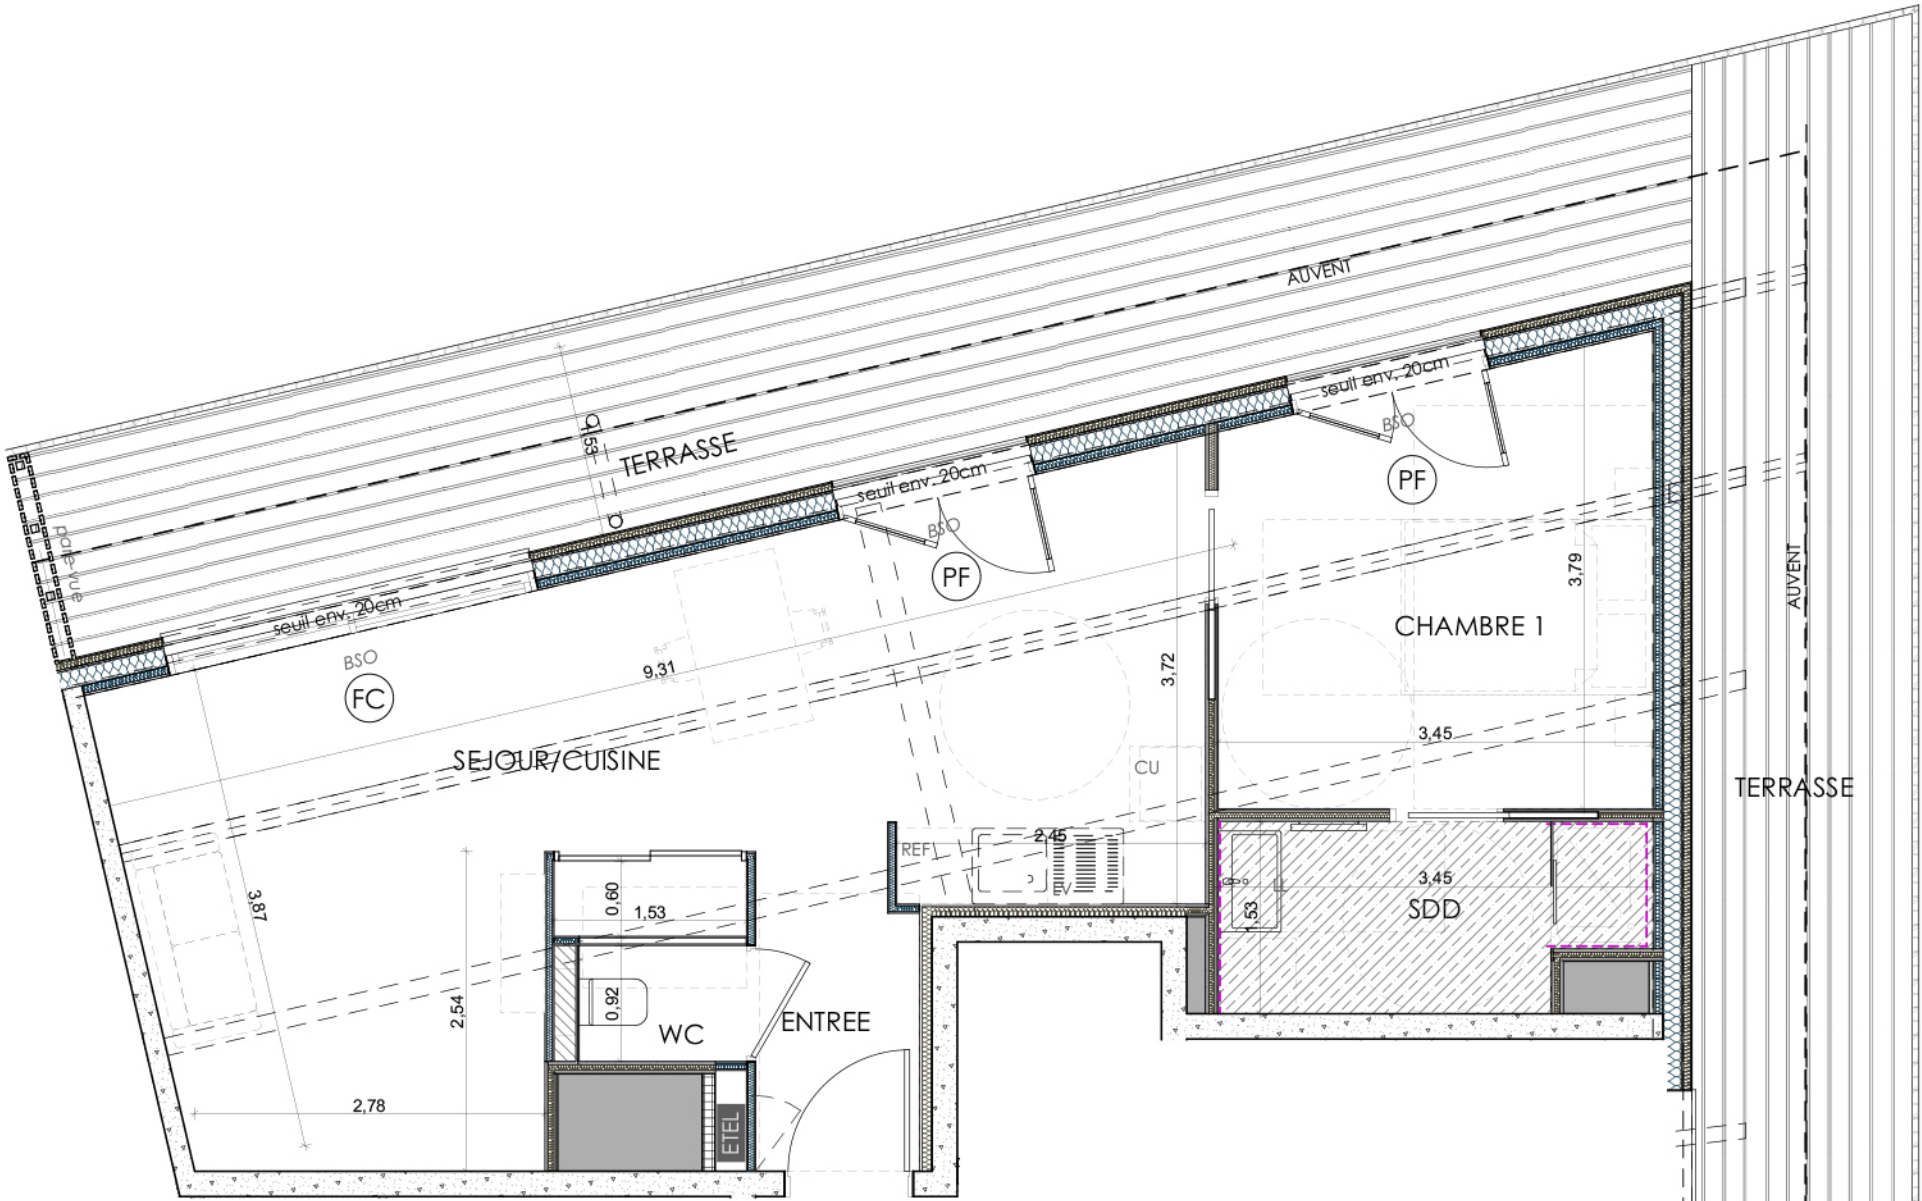 AUVENT
seuil env. 20cm
BSO
PF
1,53
TERRASSE
seuil env. 20cm
BSO
PF
pare-vue
seuil env. 20cm
BSO
FC
9,31
3,72
3,79
CHAMBRE 1
AUVENT
SEJOUR/CUISINE
CU
3,45
TERRASSE
REF
2,45
LV
3,87
0,60
1,53
3,45
SDD
1,53
2,54
0,92
WC
ENTREE
2,78
ETEL